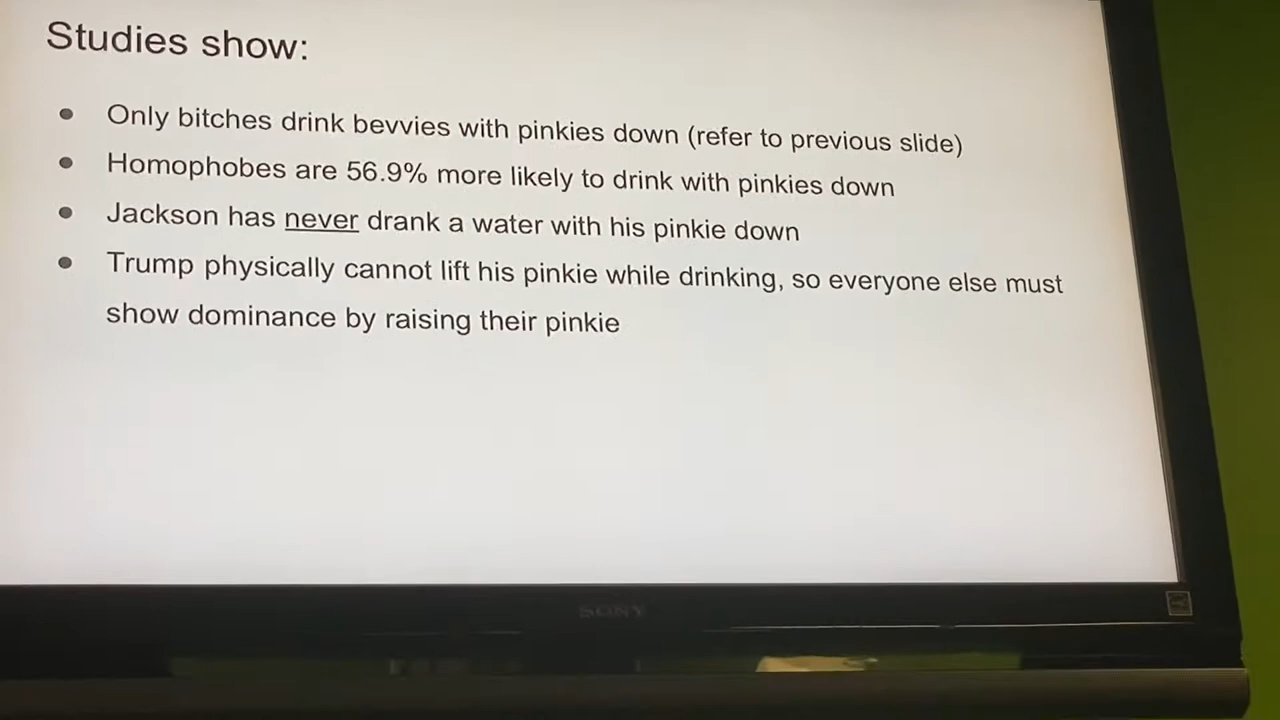 Studies show:
Only bitches drink bevvies with pinkies down (refer to previous slide)
Homophobes are 56.9% more likely to drink with pinkies down
Jackson has never drank a water with his pinkie down
Trump physically cannot lift his pinkie while drinking, so everyone else must
show dominance by raising their pinkie
SONY